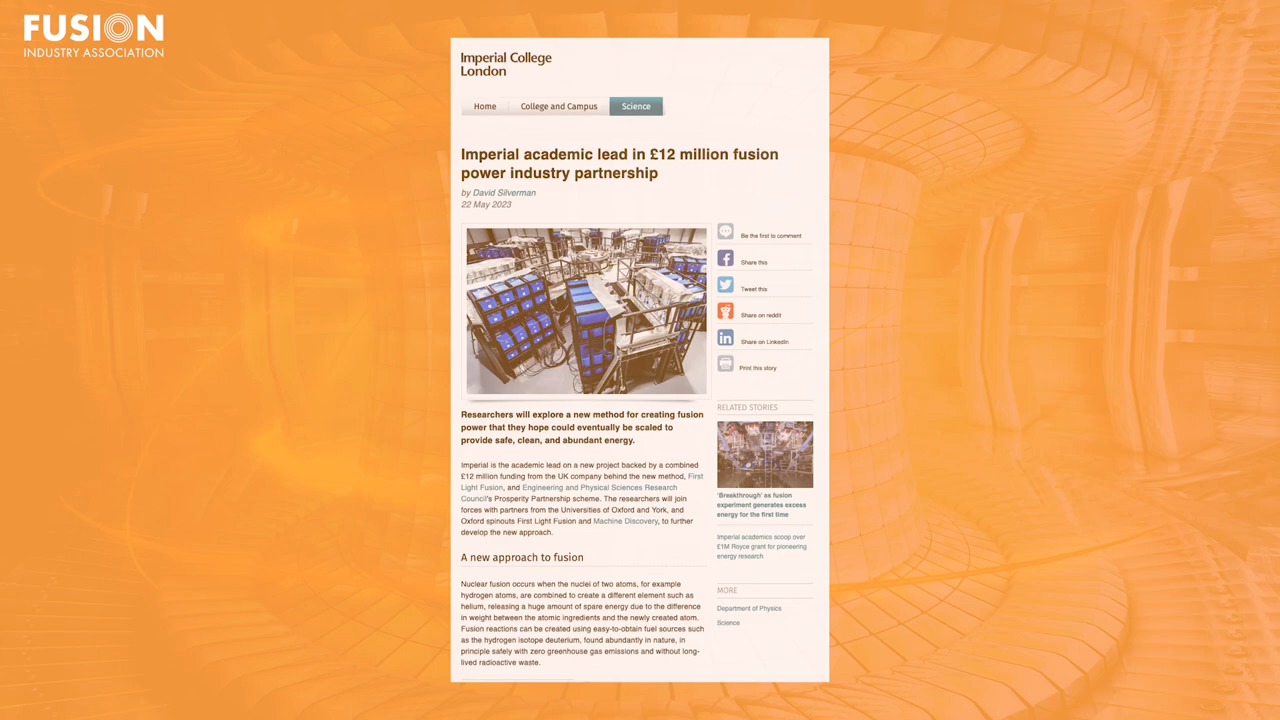 FUSION
INDUSTRY ASSOCIATION
Imperial College
London
Home
College and Campus
Science
Imperial academic lead in £12 million fusion
power industry partnership
by David Silverman
22 May 2023
Be the first to comment
Share this
Tweet this
Share on reddit
Share on LinkedIn
Print this story
Researchers will explore a new method for creating fusion
power that they hope could eventually be scaled to
provide safe, clean, and abundant energy.
Imperial is the academic lead on a new project backed by a combined
£12 million funding from the UK company behind the new method, First
Light Fusion, and Engineering and Physical Sciences Research
Council's Prosperity Partnership scheme. The researchers will join
forces with partners from the Universities of Oxford and York, and
Oxford spinouts First Light Fusion and Machine Discovery, to further
develop the new approach.
A new approach to fusion
Nuclear fusion occurs when the nuclei of two atoms, for example
hydrogen atoms, are combined to create a different element such as
helium, releasing a huge amount of spare energy due to the difference
in weight between the atomic ingredients and the newly created atom.
Fusion reactions can be created using easy-to-obtain fuel sources such
as the hydrogen isotope deuterium, found abundantly in nature, in
principle safely with zero greenhouse gas emissions and without long-
lived radioactive waste.
RELATED STORIES
'Breakthrough' as fusion
experiment generates excess
energy for the first time
Imperial academics scoop over
£1M Royce grant for pioneering
energy research
MORE
Department of Physics
Science